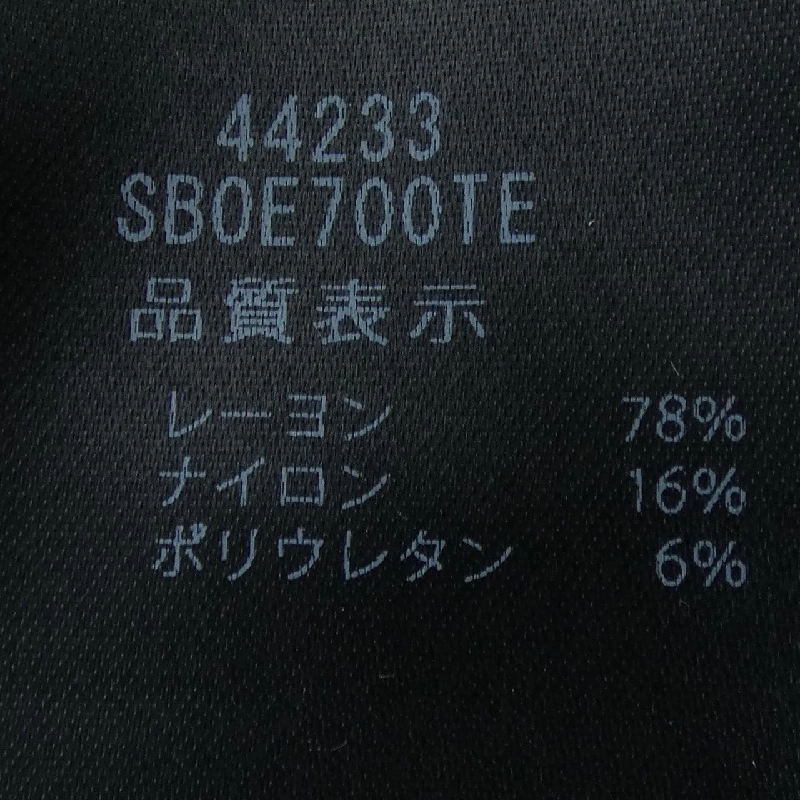 44233
SB0E700TE
品質表示
レーヨン 78%
ナイロン 16%
ポリウレタン 6%